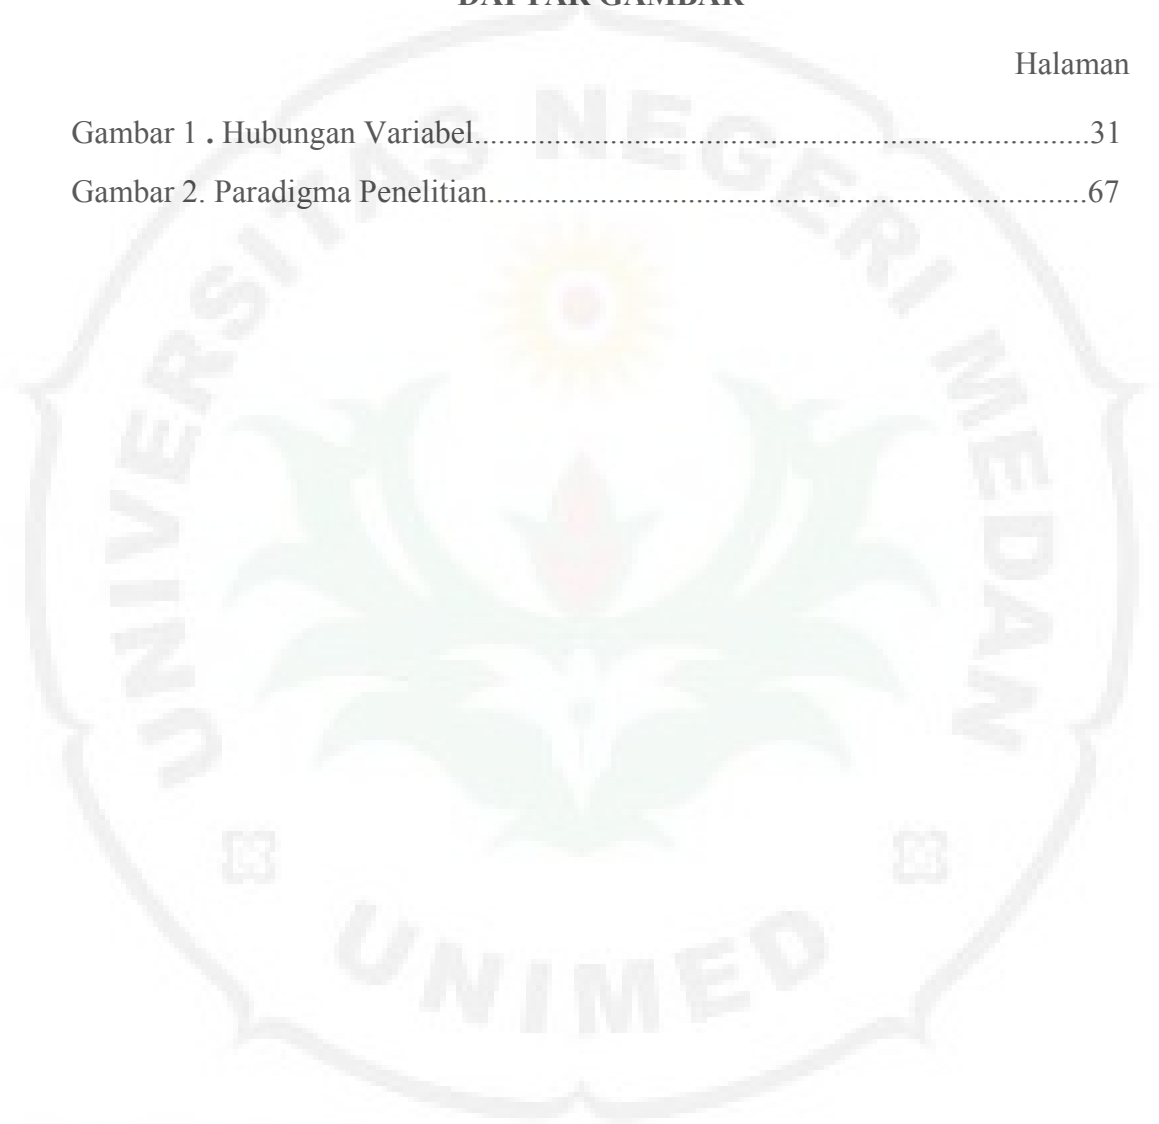 DAFTAR GAMBAR
Halaman
Gambar 1 . Hubungan Variabel.............................................................................31
Gambar 2. Paradigma Penelitian...........................................................................67
UNIVERSITAS NEGERI MEDAN
UNIMED